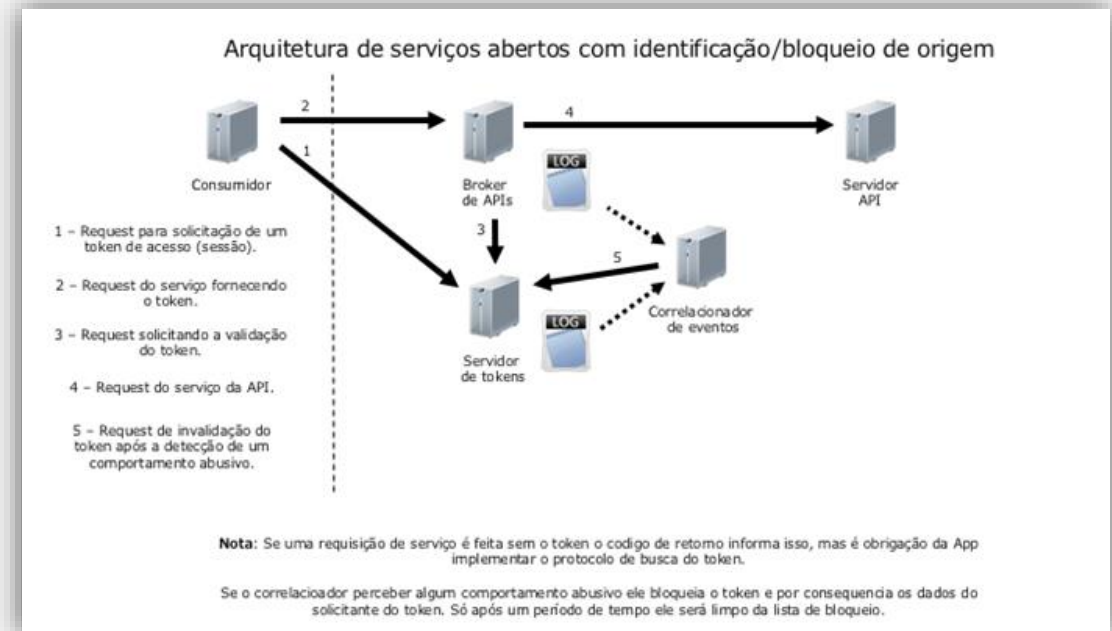 Arquitetura de serviços abertos com identificação/bloqueio de origem
2
4
1
LOG
Consumidor
Broker
de APIs
Servidor
API
1 – Request para solicitação de um
token de acesso (sessão).
3
5
2 – Request do serviço fornecendo
o token.
LOG
Correlacionador
de eventos
3 – Request solicitando a validação
do token.
Servidor
de tokens
4 – Request do serviço da API.
5 – Request de invalidação do
token após a detecção de um
comportamento abusivo.
Nota: Se uma requisição de serviço é feita sem o token o codigo de retorno informa isso, mas é obrigação da App
implementar o protocolo de busca do token.
Se o correlacioador perceber algum comportamento abusivo ele bloqueia o token e por consequencia os dados do
solicitante do token. Só após um período de tempo ele será limpo da lista de bloqueio.